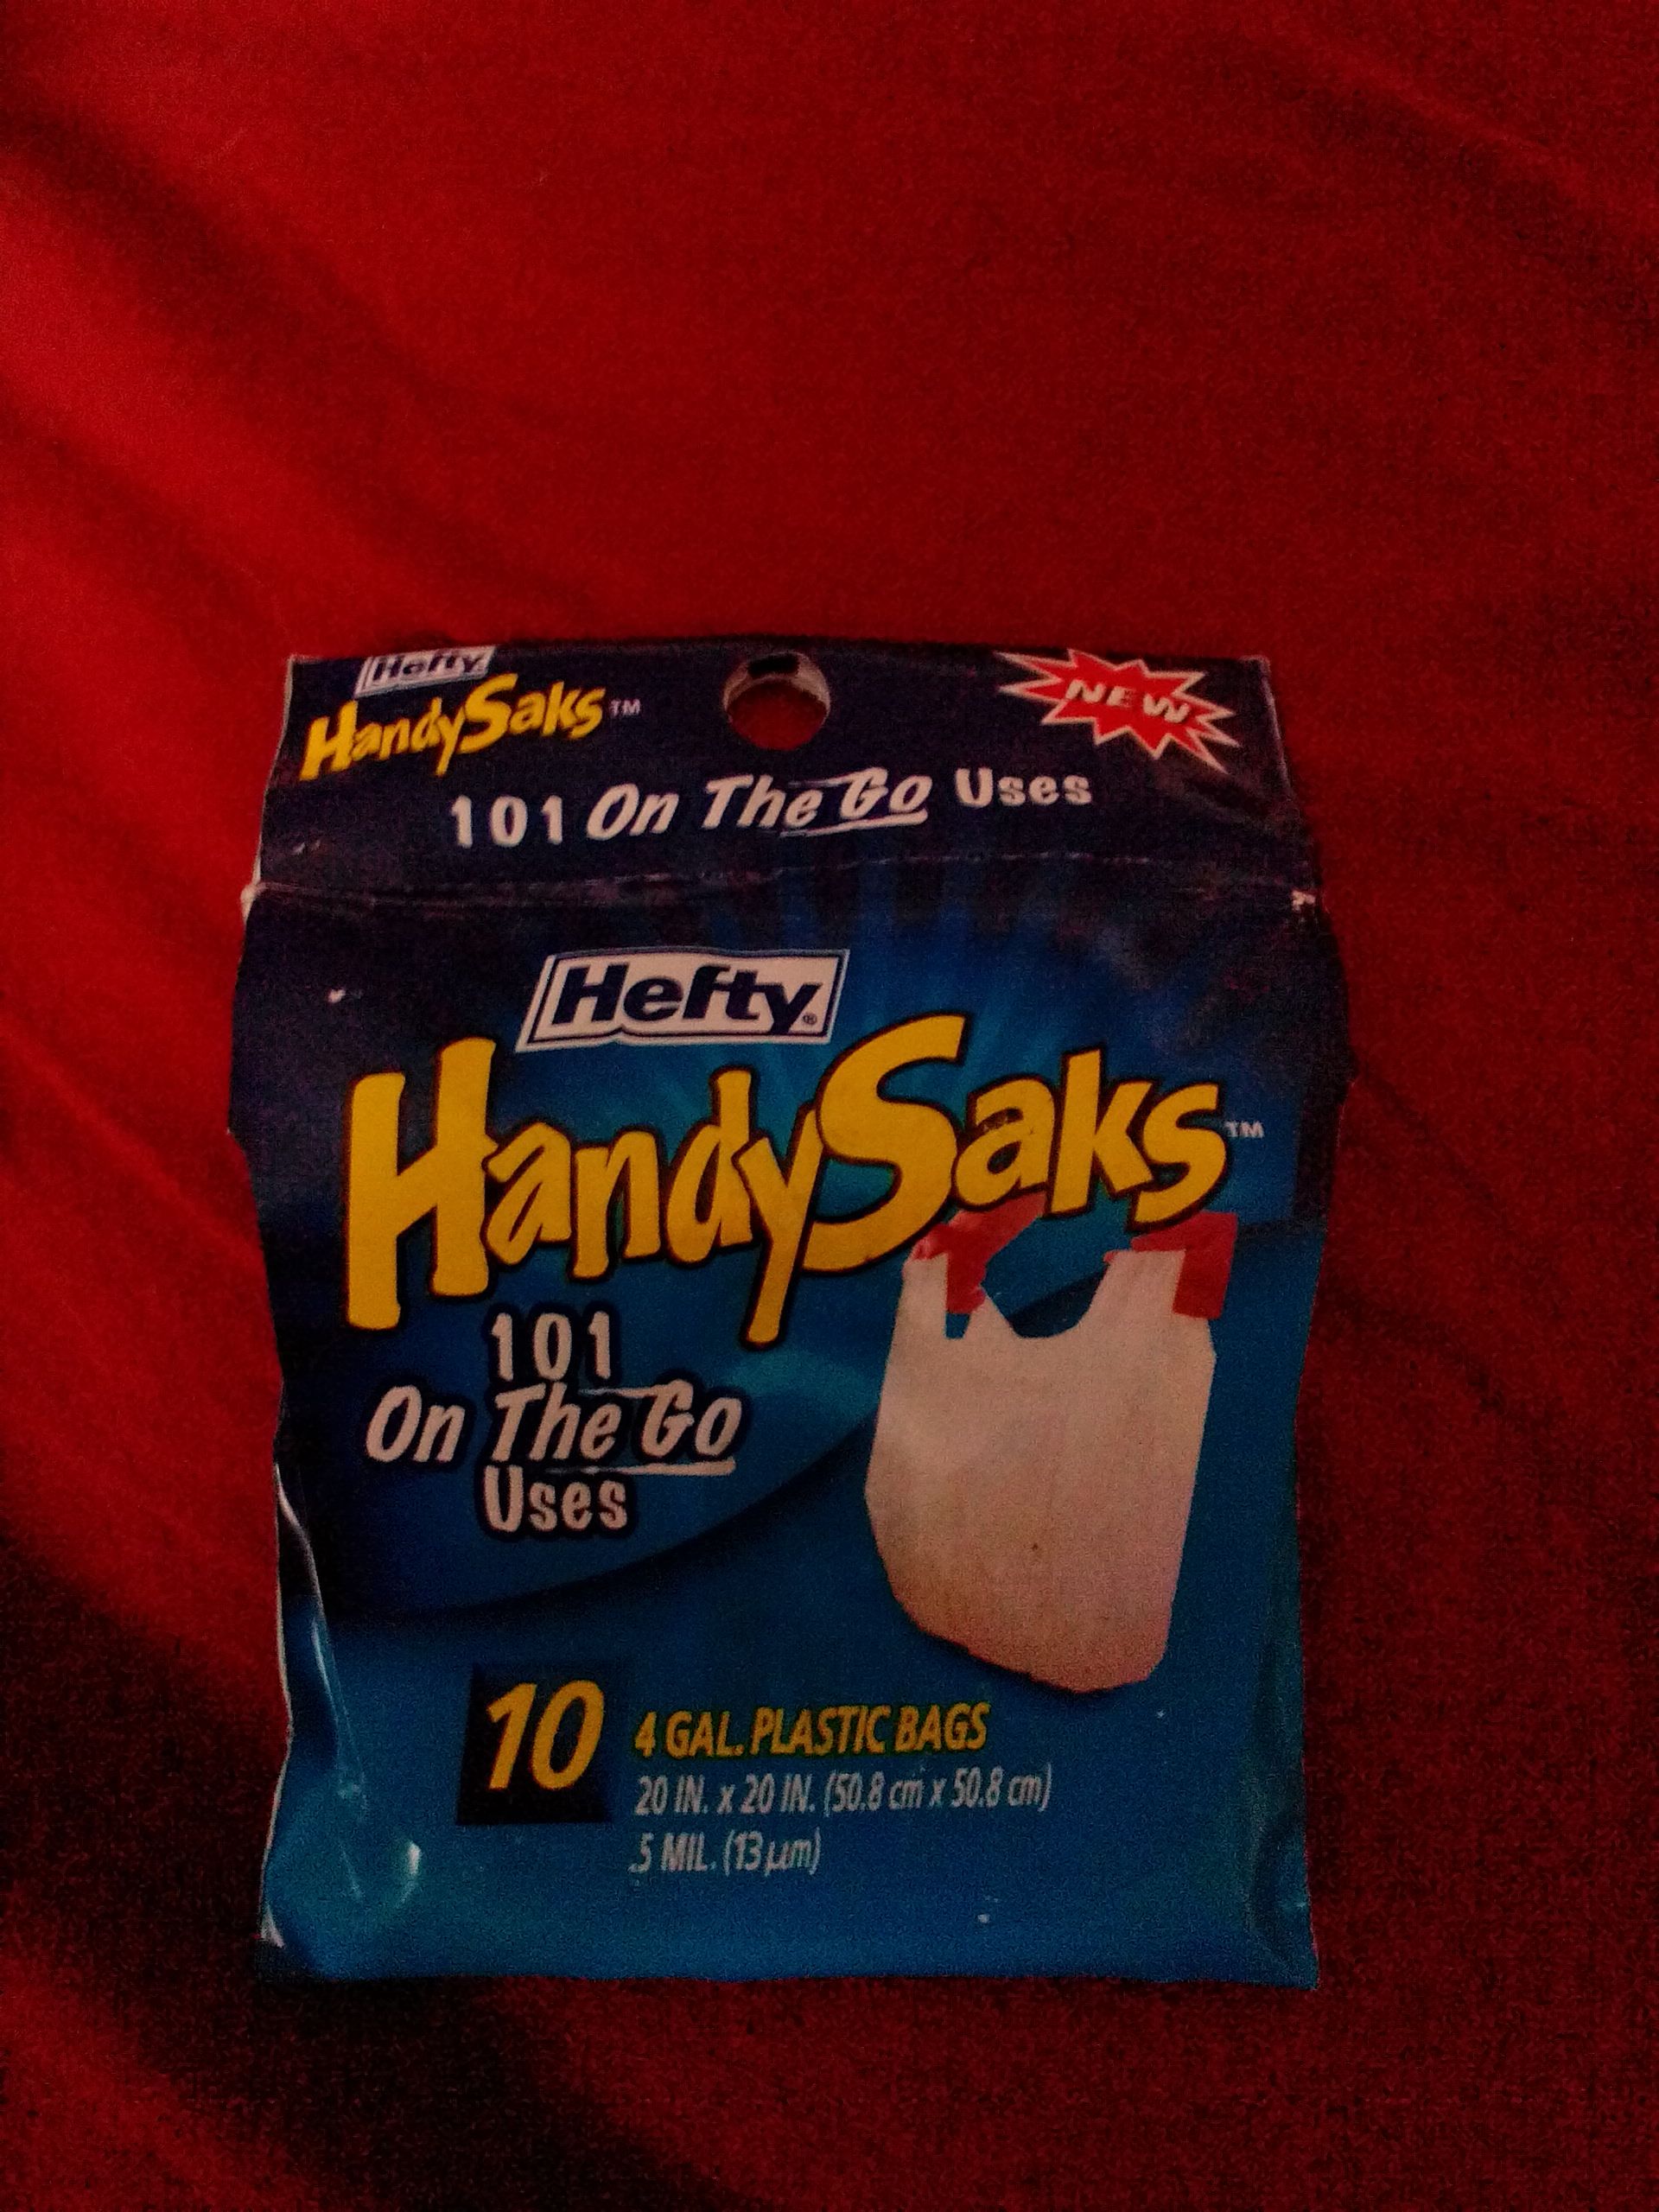 Hefty
HandySaks™
NEW
101 On The Go Uses
Hefty®
HandySaks™
101
On The Go
Uses
10
4 GAL. PLASTIC BAGS
20 IN. x 20 IN. (50.8 cm x 50.8 cm)
.5 MIL. (13 µm)